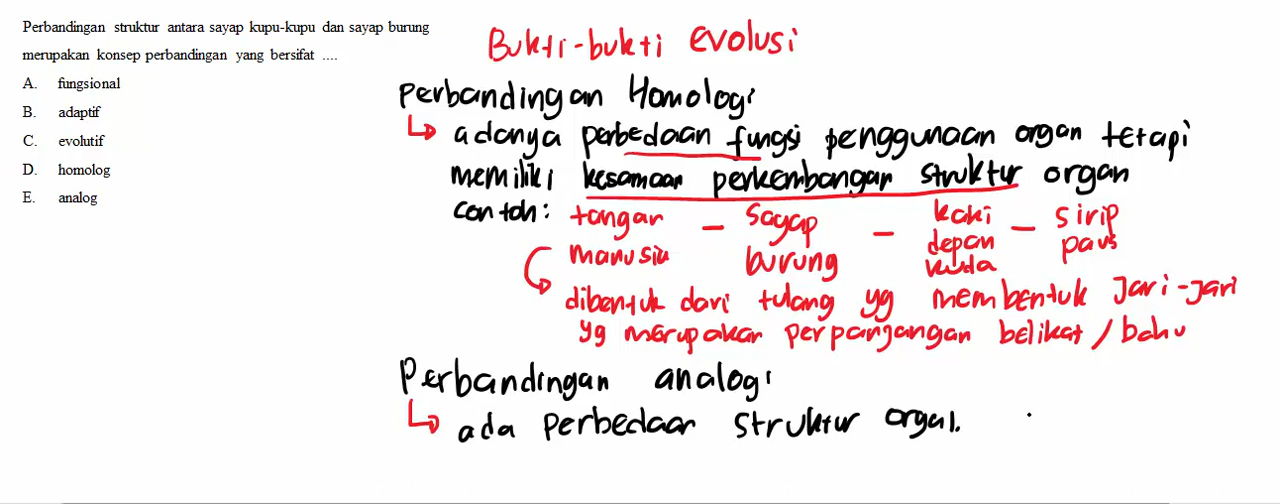 Perbandingan struktur antara sayap kupu-kupu dan sayap burung
merupakan konsep perbandingan yang bersifat ....
A. fungsional
B. adaptif
C. evolutif
D. homolog
E. analog
Bukti-bukti evolusi
Perbandingan Homologi
↳ adanya perbedaan fungsi penggunaan organ tetapi
memiliki kesamaan perkembangan struktur organ
contoh: tangan manusia – sayap burung – kaki depan kuda – sirip paus
↳ dibentuk dari tulang yg membentuk jari-jari
yg merupakan perpanjangan belikat / bahu
Perbandingan analogi
↳ ada perbedaan struktur